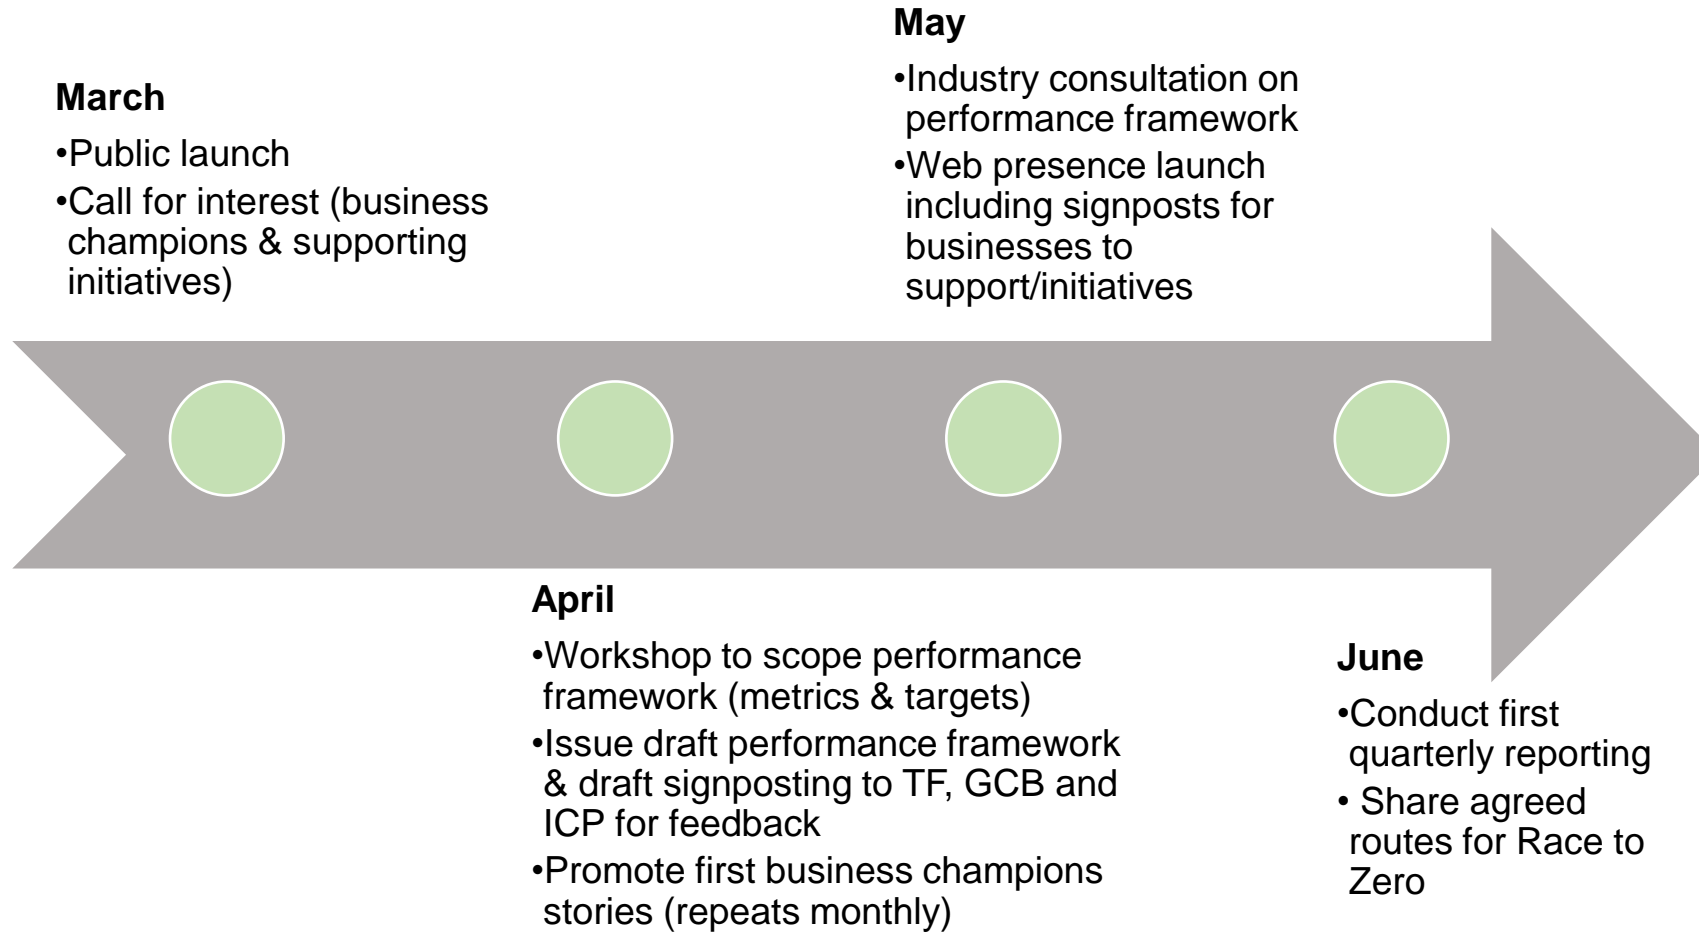 March
•Public launch
•Call for interest (business
champions & supporting
initiatives)
April
•Workshop to scope performance
framework (metrics & targets)
•Issue draft performance framework
& draft signposting to TF, GCB and
ICP for feedback
•Promote first business champions
stories (repeats monthly)
May
•Industry consultation on
performance framework
•Web presence launch
including signposts for
businesses to
support/initiatives
June
•Conduct first
quarterly reporting
• Share agreed
routes for Race to
Zero